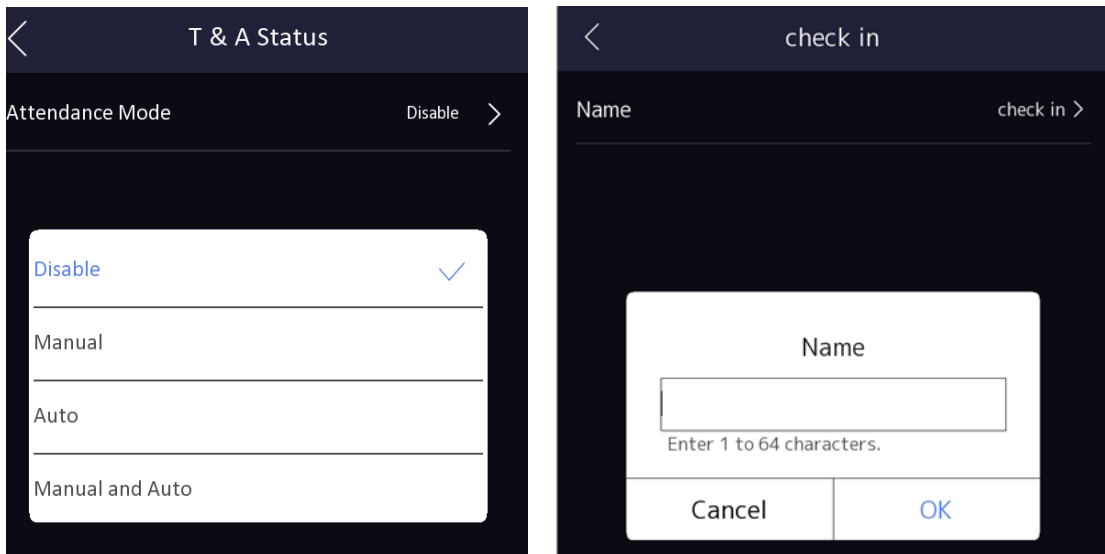 T & A Status
Attendance Mode Disable
Disable
Manual
Auto
Manual and Auto
check in
Name check in
Name
Enter 1 to 64 characters.
Cancel OK